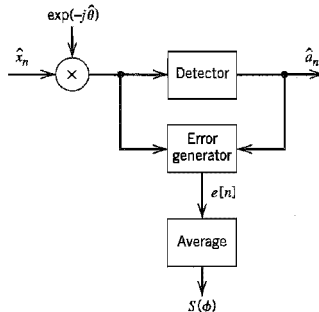 exp(−jθ̂)
x̂ₙ
×
Detector
âₙ
Error
generator
e[n]
Average
S(ϕ)